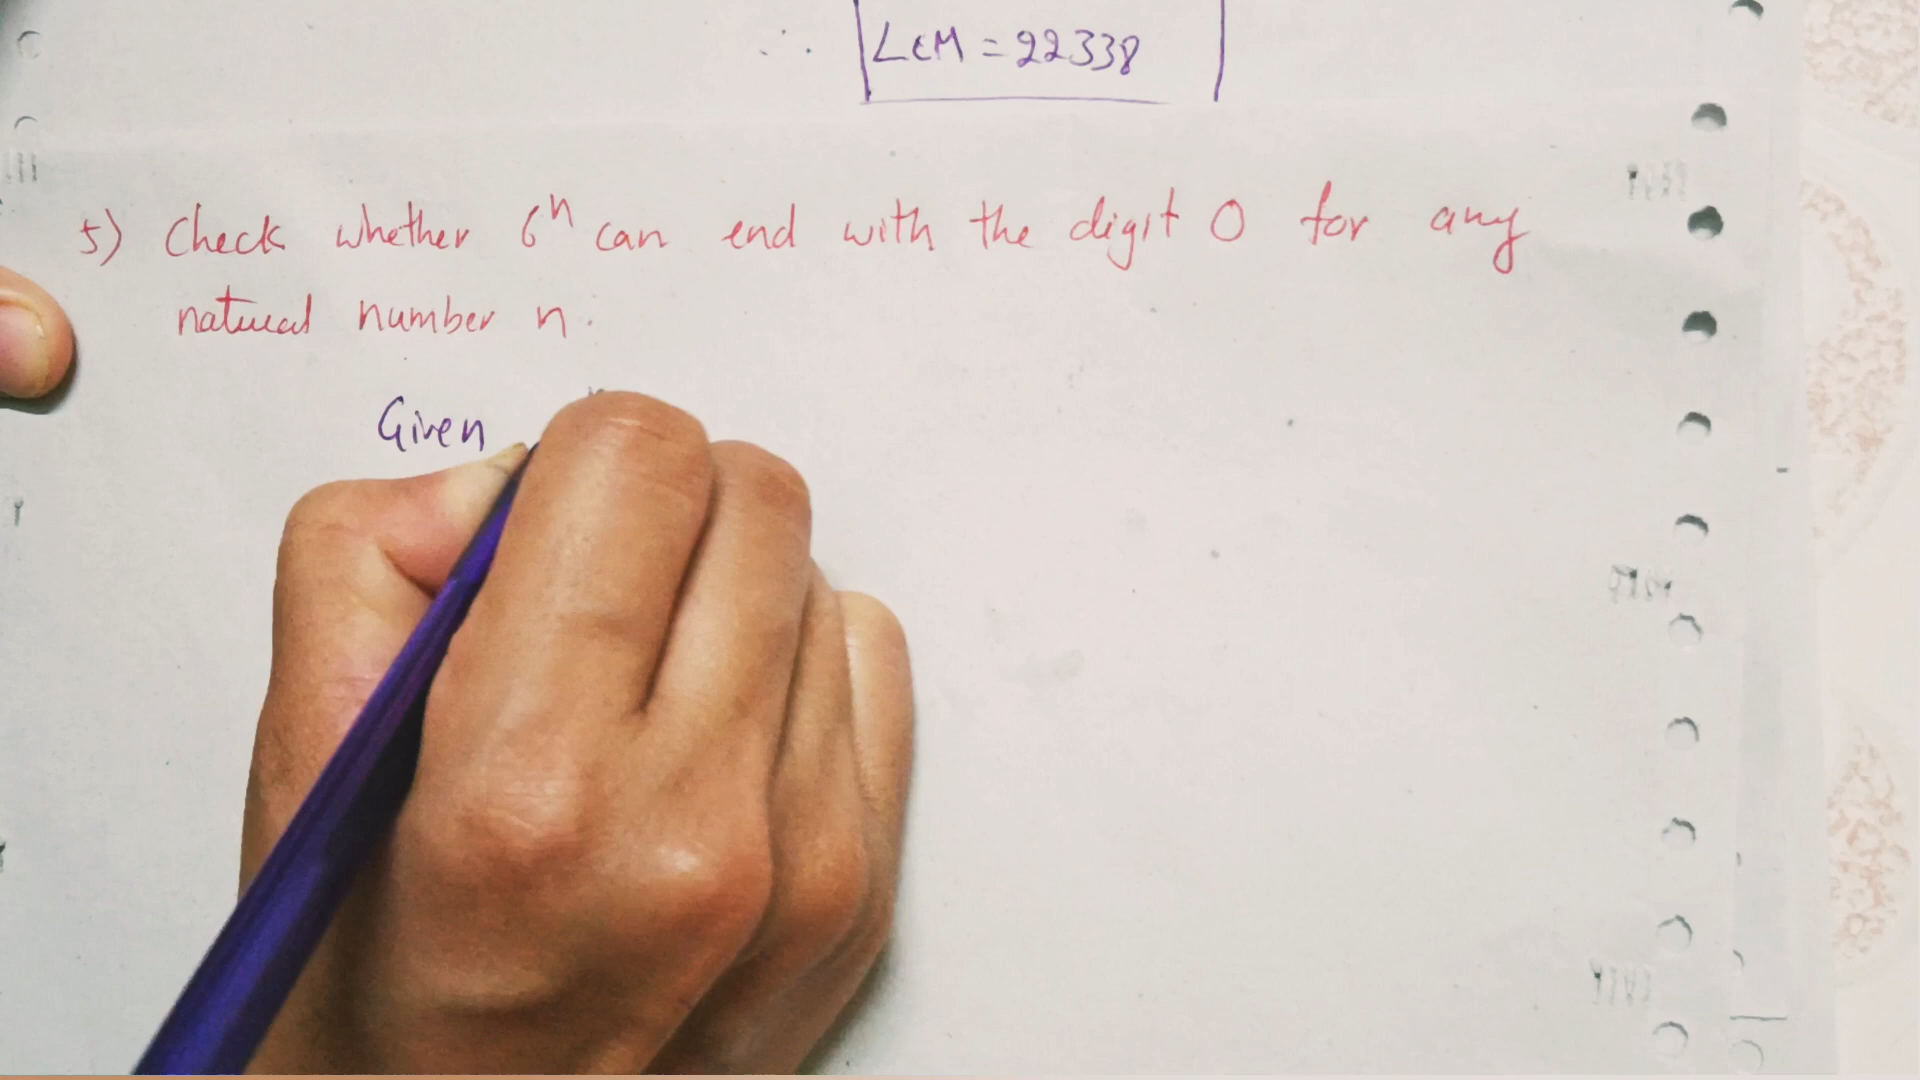 ∴ LCM = 22338
5) Check whether 6ⁿ can end with the digit 0 for any
natural number n.
Given